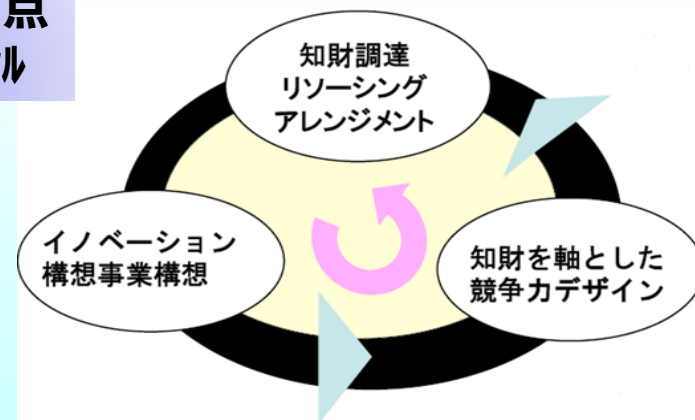 点
ル
知財調達
リソーシング
アレンジメント
イノベーション
構想事業構想
知財を軸とした
競争力デザイン